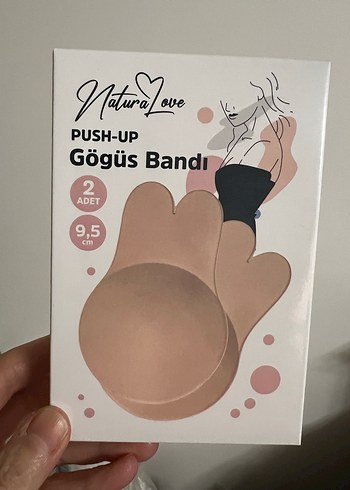 NaturaLove
PUSH-UP
Gögüs Bandı
2
ADET
9,5
cm